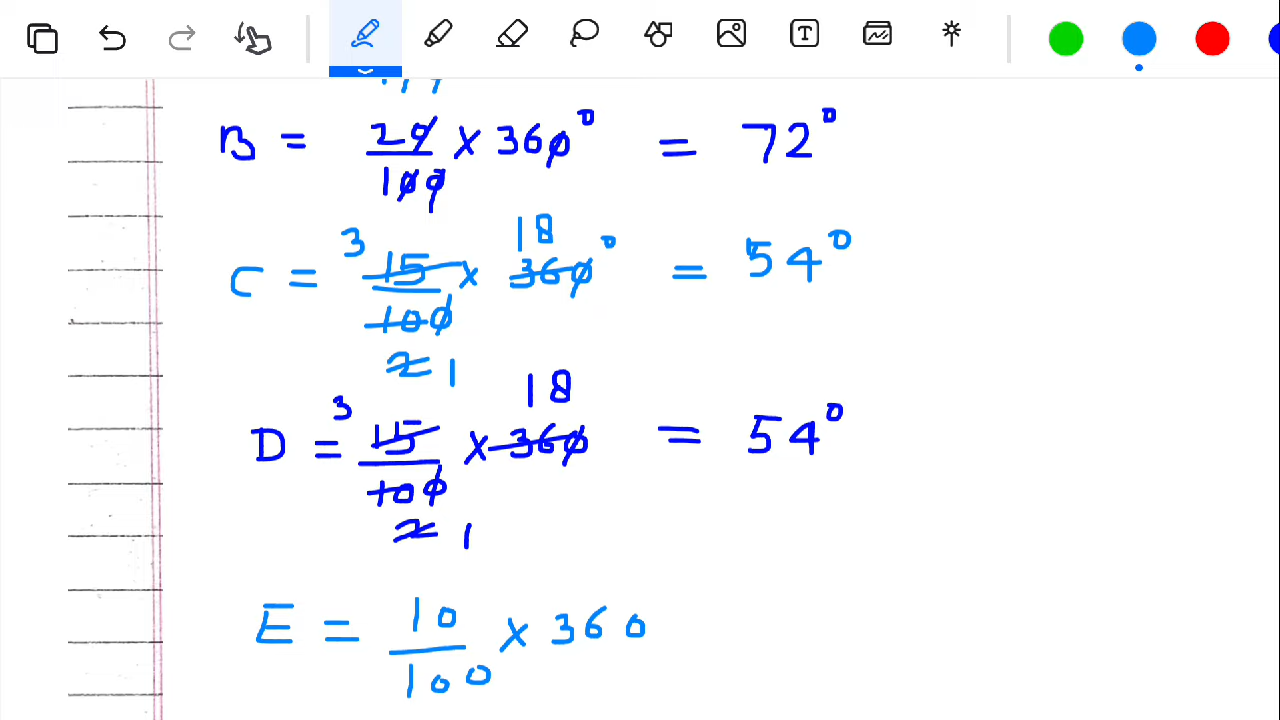 B = 20/100 x 360° = 72°
18
C = 3 15/100 x 360° = 54°
2 1
18
D = 3 15/100 x 360 = 54°
2 1
E = 10/100 x 360